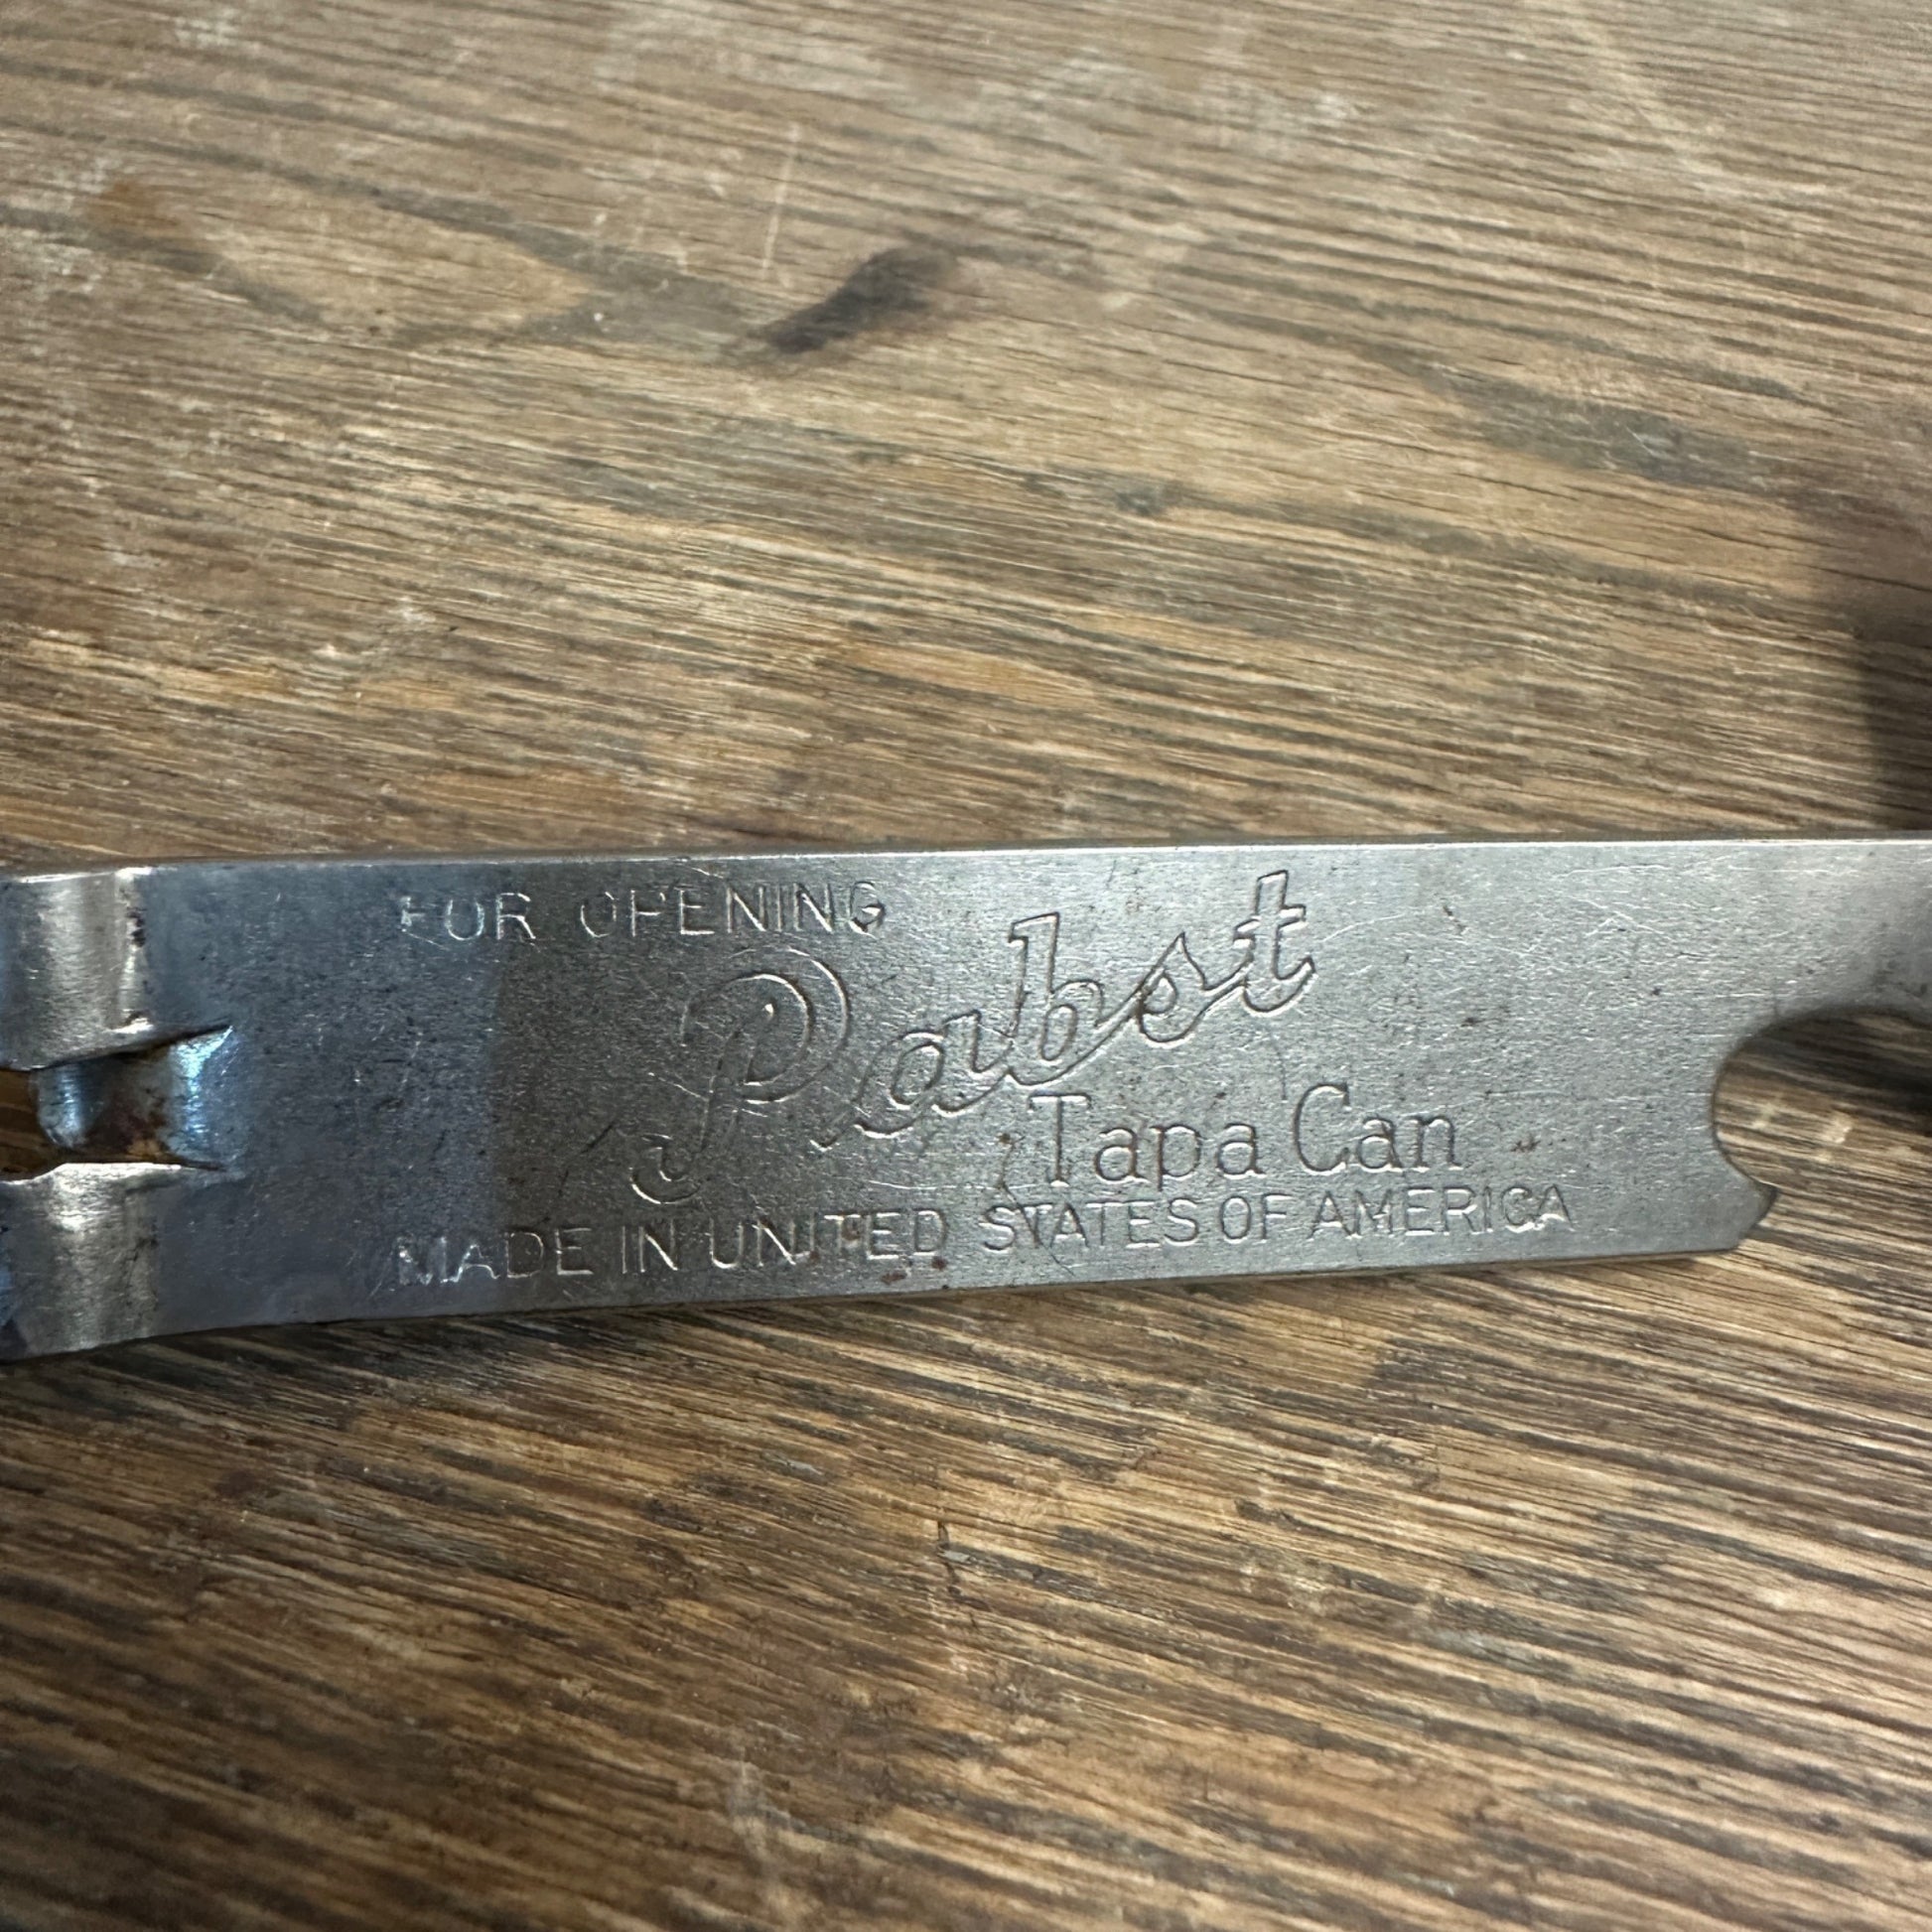 FOR OPENING
Pabst
Tapa Can
MADE IN UNITED STATES OF AMERICA